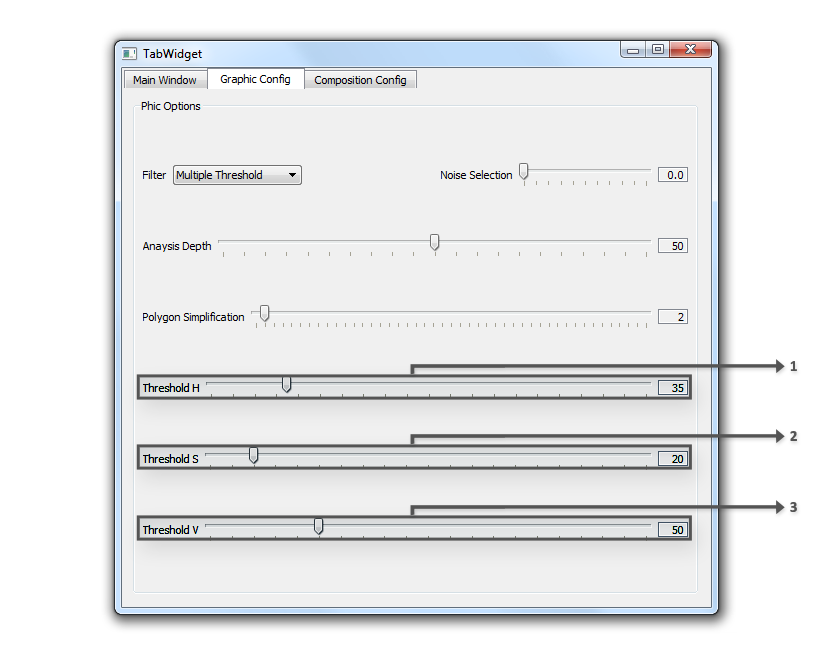 TabWidget
Main Window Graphic Config Composition Config
Phic Options
Filter Multiple Threshold Noise Selection 0.0
Anaysis Depth 50
Polygon Simplification 2
1
Threshold H 35
2
Threshold S 20
3
Threshold V 50